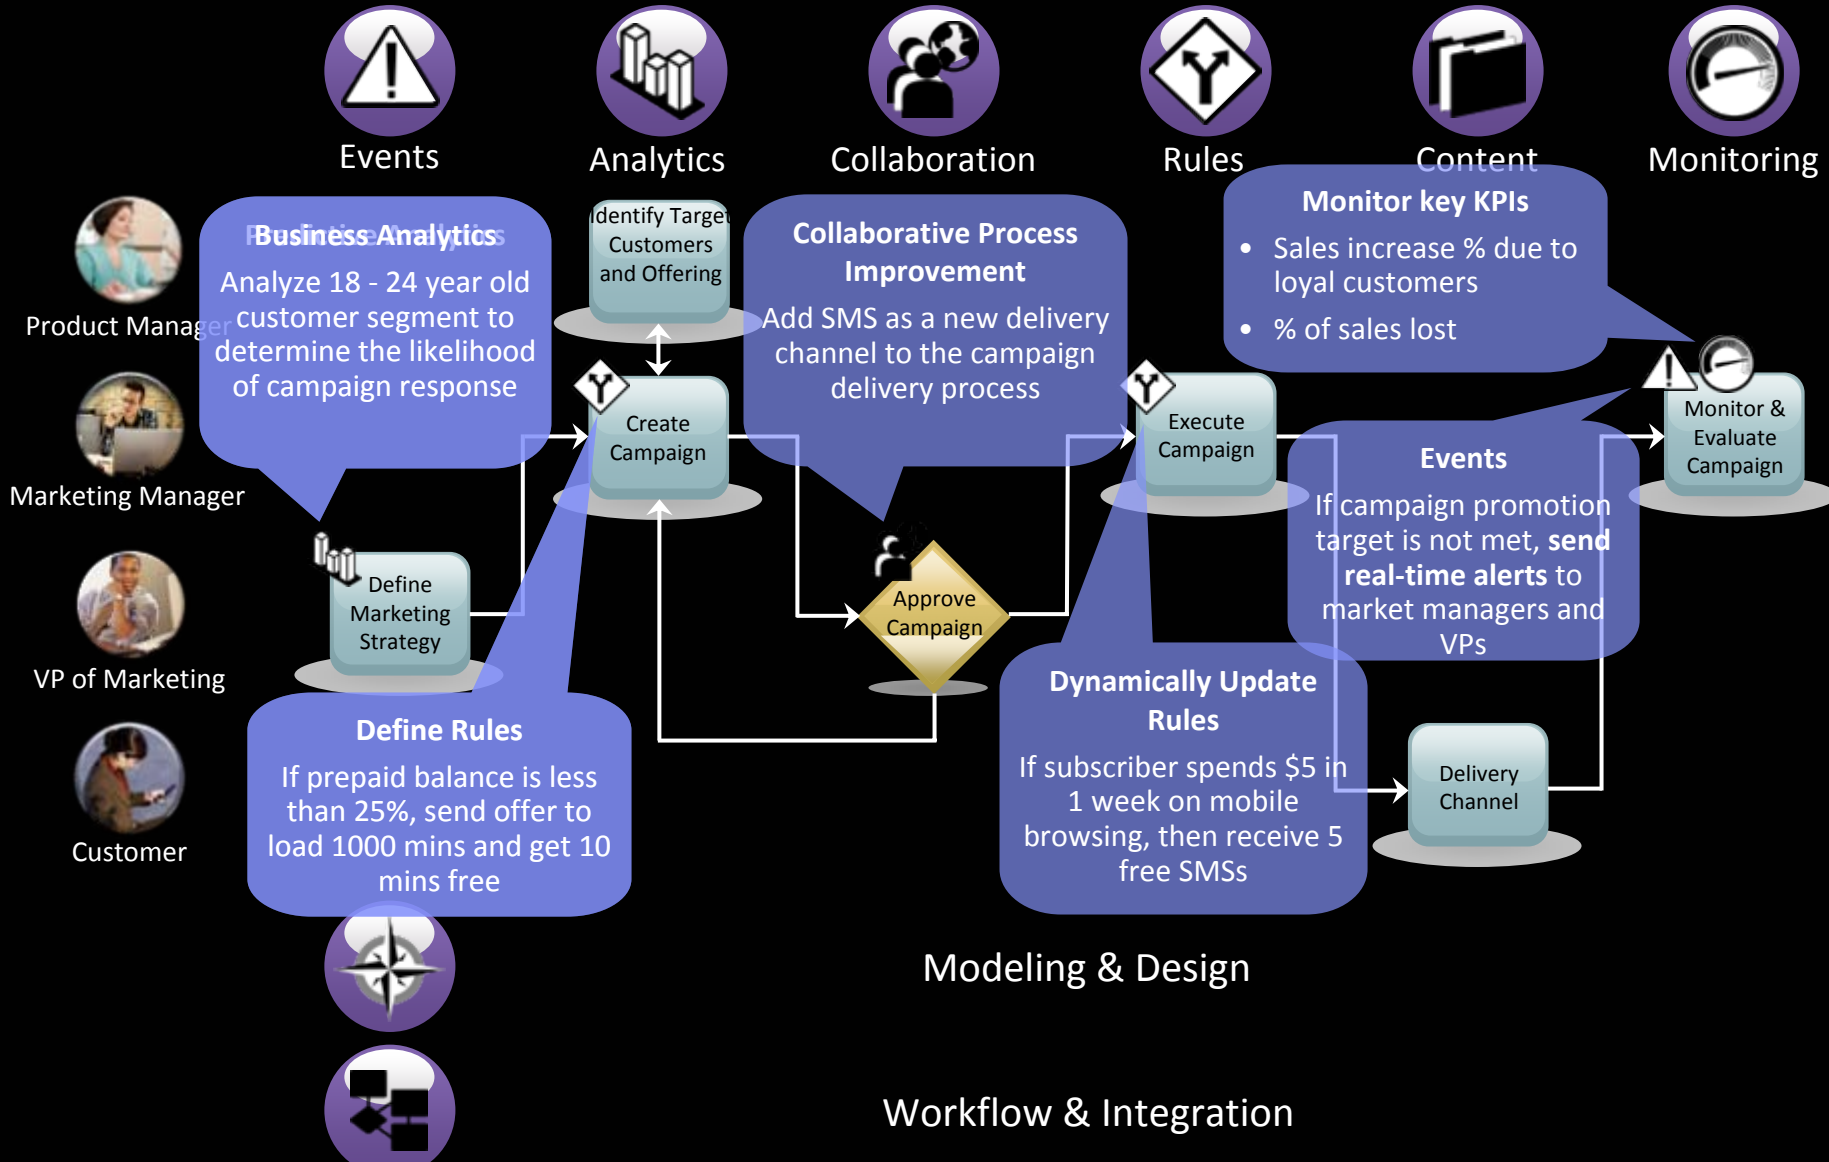 Events
Analytics
Collaboration
Rules
Content
Monitoring
Product Manager
Marketing Manager
VP of Marketing
Customer
Business Analytics
Predictive Analytics
Analyze 18 - 24 year old
customer segment to
determine the likelihood
of campaign response
Identify Target
Customers
and Offering
Collaborative Process
Improvement
Add SMS as a new delivery
channel to the campaign
delivery process
Monitor key KPIs
• Sales increase % due to
loyal customers
• % of sales lost
Create
Campaign
Execute
Campaign
Monitor &
Evaluate
Campaign
Events
If campaign promotion
target is not met, send
real-time alerts to
market managers and
VPs
Define
Marketing
Strategy
Approve
Campaign
Define Rules
If prepaid balance is less
than 25%, send offer to
load 1000 mins and get 10
mins free
Dynamically Update
Rules
If subscriber spends $5 in
1 week on mobile
browsing, then receive 5
free SMSs
Delivery
Channel
Modeling & Design
Workflow & Integration